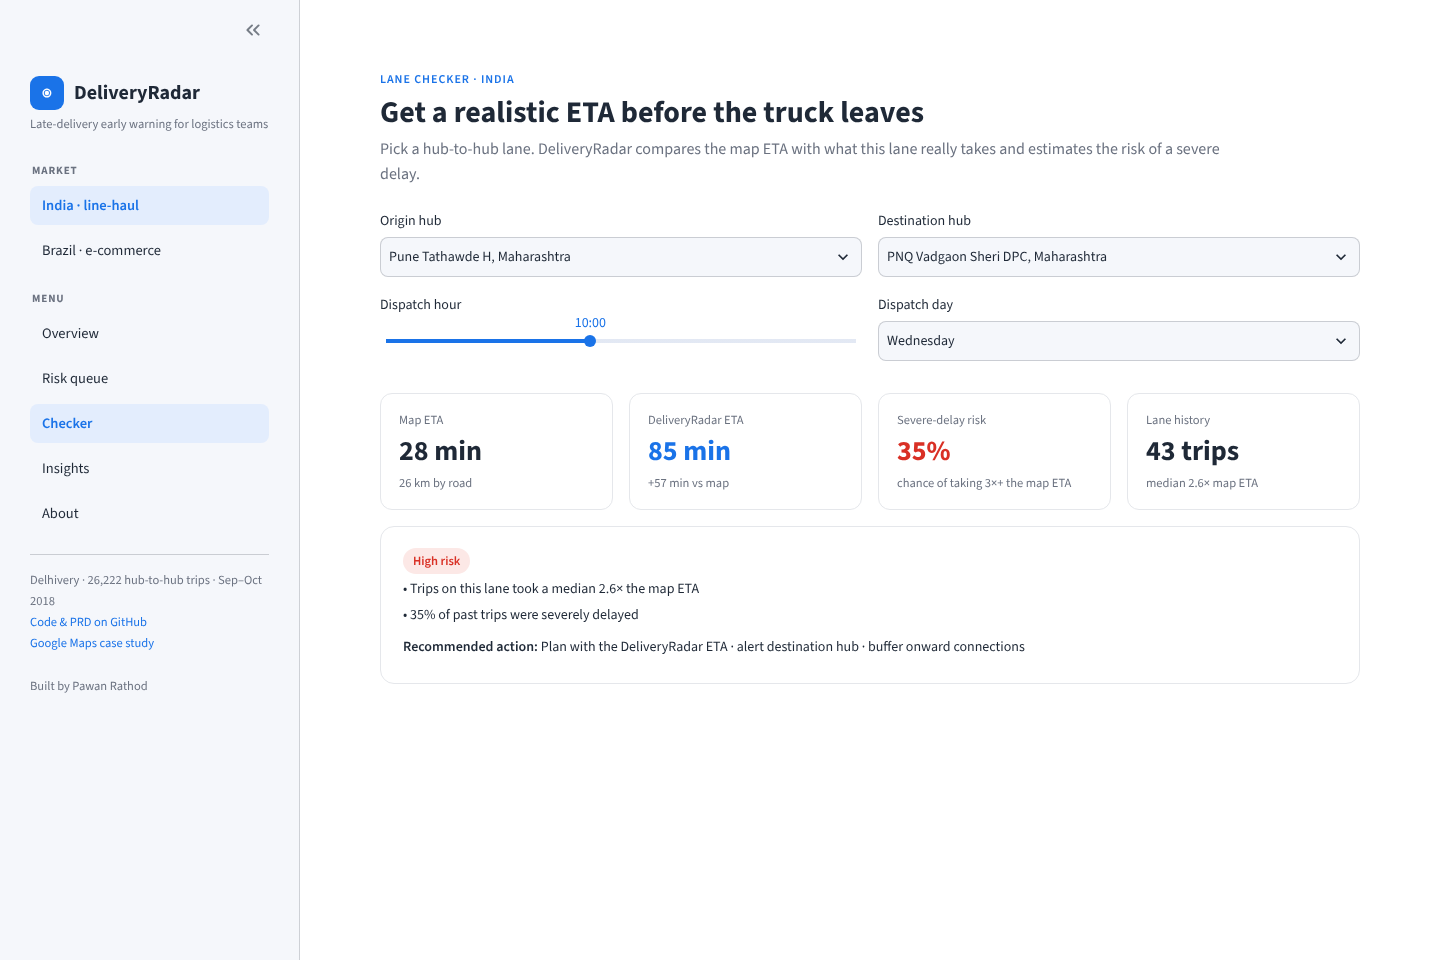 DeliveryRadar
Late-delivery early warning for logistics teams
MARKET
India · line-haul
Brazil · e-commerce
MENU
Overview
Risk queue
Checker
Insights
About
Delhivery · 26,222 hub-to-hub trips · Sep–Oct
2018
Code & PRD on GitHub
Google Maps case study
Built by Pawan Rathod
LANE CHECKER · INDIA
Get a realistic ETA before the truck leaves
Pick a hub-to-hub lane. DeliveryRadar compares the map ETA with what this lane really takes and estimates the risk of a severe
delay.
Origin hub
Pune Tathawde H, Maharashtra
Destination hub
PNQ Vadgaon Sheri DPC, Maharashtra
Dispatch hour
10:00
Dispatch day
Wednesday
Map ETA
28 min
26 km by road
DeliveryRadar ETA
85 min
+57 min vs map
Severe-delay risk
35%
chance of taking 3×+ the map ETA
Lane history
43 trips
median 2.6× map ETA
High risk
• Trips on this lane took a median 2.6× the map ETA
• 35% of past trips were severely delayed
Recommended action: Plan with the DeliveryRadar ETA · alert destination hub · buffer onward connections